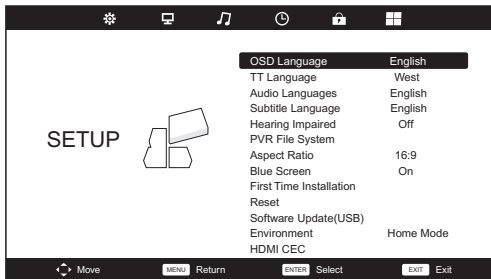 SETUP
OSD Language English
TT Language West
Audio Languages English
Subtitle Language English
Hearing Impaired Off
PVR File System
Aspect Ratio 16:9
Blue Screen On
First Time Installation
Reset
Software Update(USB)
Environment Home Mode
HDMI CEC
Move MENU Return ENTER Select EXIT Exit